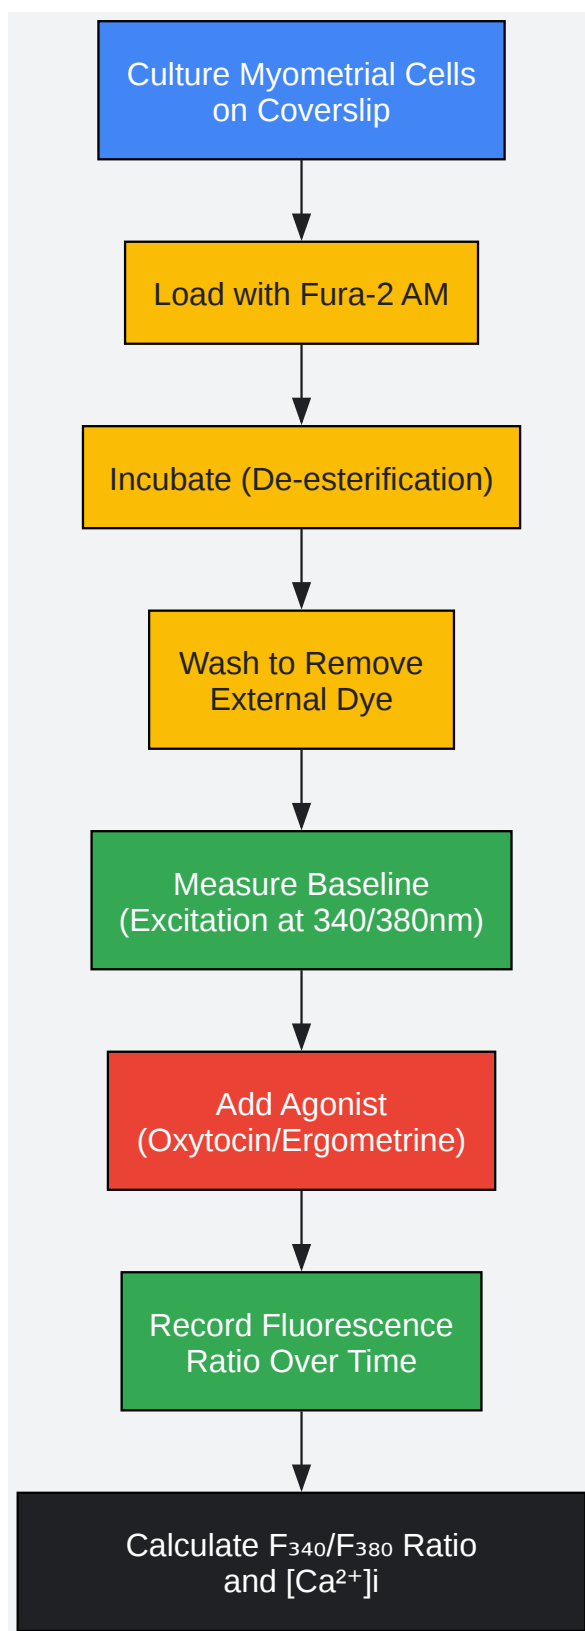 Culture Myometrial Cells
on Coverslip
Load with Fura-2 AM
Incubate (De-esterification)
Wash to Remove
External Dye
Measure Baseline
(Excitation at 340/380nm)
Add Agonist
(Oxytocin/Ergometrine)
Record Fluorescence
Ratio Over Time
Calculate F₃₄₀/F₃₈₀ Ratio
and [Ca²⁺]i